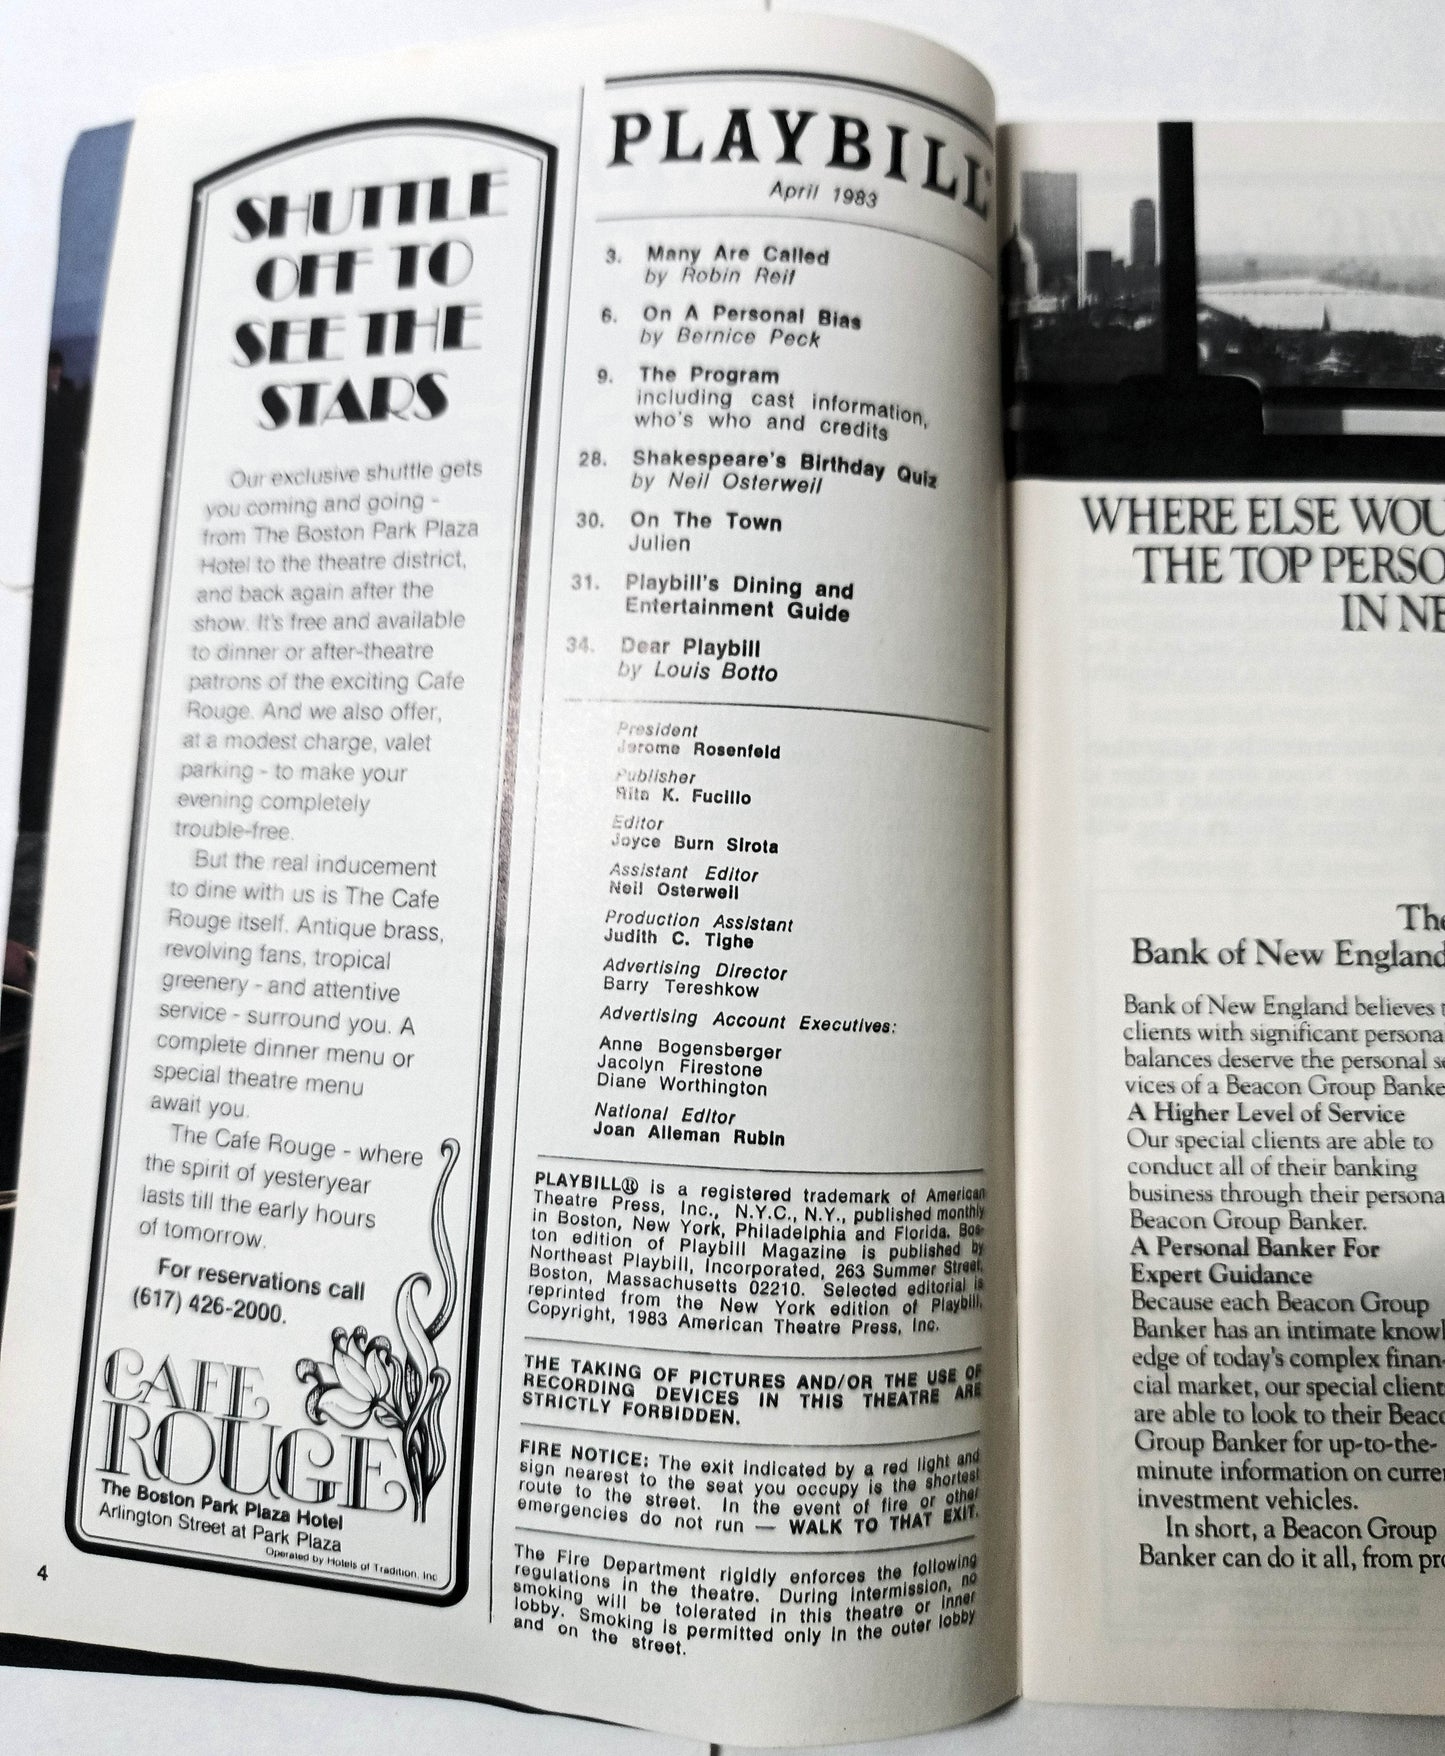 SHUTTLE
OFF TO
SEE THE
STARS
Our exclusive shuttle gets
you coming and going -
from The Boston Park Plaza
Hotel to the theatre district,
and back again after the
show. It's free and available
to dinner or after-theatre
patrons of the exciting Cafe
Rouge. And we also offer,
at a modest charge, valet
parking - to make your
evening completely
trouble-free.
But the real inducement
to dine with us is The Cafe
Rouge itself. Antique brass,
revolving fans, tropical
greenery - and attentive
service - surround you. A
complete dinner menu or
special theatre menu
await you.
The Cafe Rouge - where
the spirit of yesteryear
lasts till the early hours
of tomorrow.
For reservations call
(617) 426-2000.
CAFE
ROUGE
The Boston Park Plaza Hotel
Arlington Street at Park Plaza
Operated by Hotels of Tradition, Inc
4
PLAYBILL
April 1983
3. Many Are Called
by Robin Reif
6. On A Personal Bias
by Bernice Peck
9. The Program
including cast information,
who's who and credits
28. Shakespeare's Birthday Quiz
by Neil Osterweil
30. On The Town
Julien
31. Playbill's Dining and
Entertainment Guide
34. Dear Playbill
by Louis Botto
President
Jerome Rosenfeld
Publisher
Rita K. Fucillo
Editor
Joyce Burn Sirota
Assistant Editor
Neil Osterweil
Production Assistant
Judith C. Tighe
Advertising Director
Barry Tereshkow
Advertising Account Executives:
Anne Bogensberger
Jacolyn Firestone
Diane Worthington
National Editor
Joan Alleman Rubin
PLAYBILL® is a registered trademark of American
Theatre Press, Inc., N.Y.C., N.Y., published monthly
in Boston, New York, Philadelphia and Florida. Bos-
ton edition of Playbill Magazine is published by
Northeast Playbill, Incorporated, 263 Summer Street,
Boston, Massachusetts 02210. Selected editorial is
reprinted from the New York edition of Playbill.
Copyright, 1983 American Theatre Press, Inc.
THE TAKING OF PICTURES AND/OR THE USE OF
RECORDING DEVICES IN THIS THEATRE ARE
STRICTLY FORBIDDEN.
FIRE NOTICE: The exit indicated by a red light and
sign nearest to the seat you occupy is the shortest
route to the street. In the event of fire or other
emergencies do not run — WALK TO THAT EXIT.
The Fire Department rigidly enforces the following
regulations in the theatre. During intermission, no
smoking will be tolerated in this theatre or inner
lobby. Smoking is permitted only in the outer lobby
and on the street.
WHERE ELSE WOU
THE TOP PERSO
IN NE
The
Bank of New England
Bank of New England believes t
clients with significant persona
balances deserve the personal se
vices of a Beacon Group Banke
A Higher Level of Service
Our special clients are able to
conduct all of their banking
business through their persona
Beacon Group Banker.
A Personal Banker For
Expert Guidance
Because each Beacon Group
Banker has an intimate knowl
edge of today's complex finan-
cial market, our special client
are able to look to their Beaco
Group Banker for up-to-the-
minute information on curre
investment vehicles.
In short, a Beacon Group
Banker can do it all, from pro